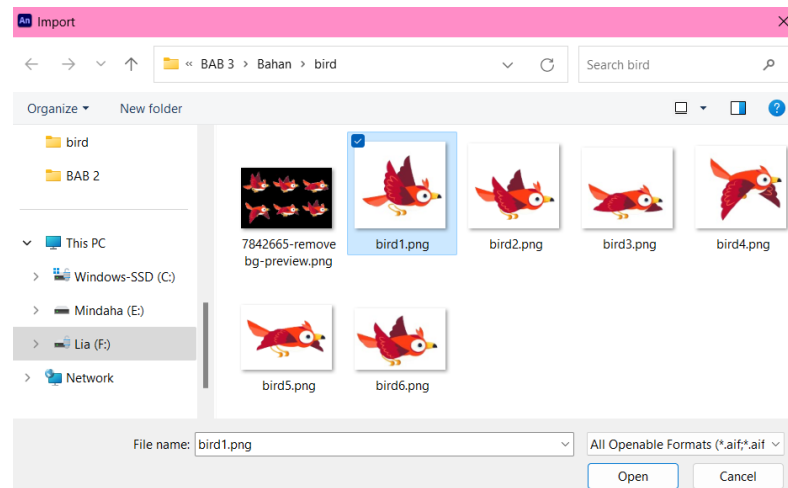 An Import
« BAB 3 > Bahan > bird
Search bird
Organize New folder
bird
BAB 2
This PC
Windows-SSD (C:)
Mindaha (E:)
Lia (F:)
Network
7842665-remove
bg-preview.png
bird1.png
bird2.png
bird3.png
bird4.png
bird5.png
bird6.png
File name: bird1.png
All Openable Formats (*.aif;*.aif
Open Cancel